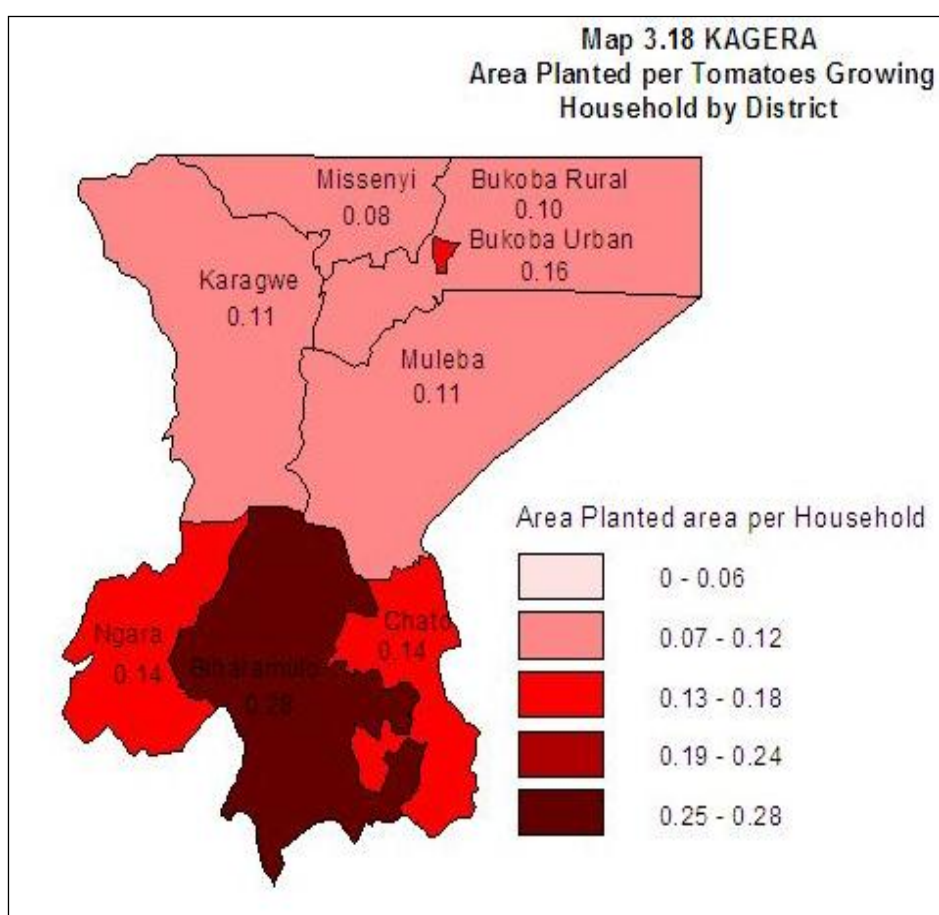 Map 3.18 KAGERA
Area Planted per Tomatoes Growing
Household by District
Missenyi
0.08
Bukoba Rural
0.10
Bukoba Urban
0.16
Karagwe
0.11
Muleba
0.11
Ngara
0.14
Biharamulo
0.28
Chato
0.14
Area Planted area per Household
0 - 0.06
0.07 - 0.12
0.13 - 0.18
0.19 - 0.24
0.25 - 0.28